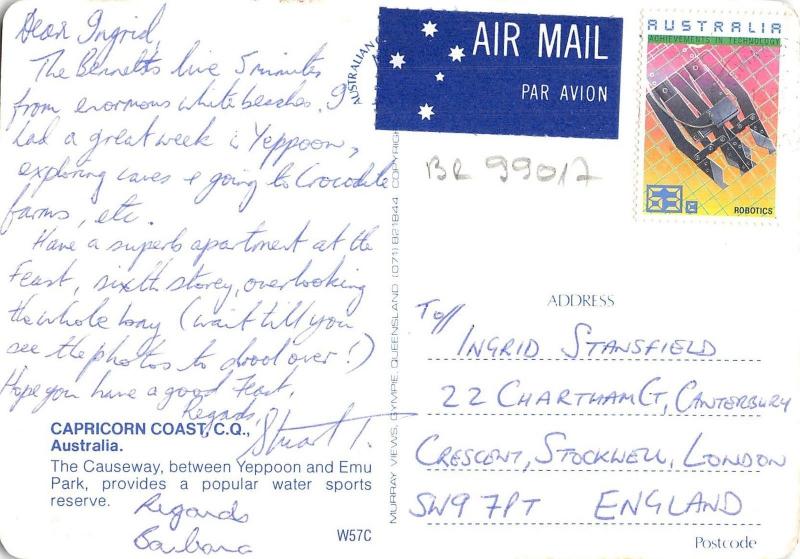 Dear Ingrid,
The Bennetts live 5 minutes
from enormous white beaches. I
had a great week in Yeppoon,
exploring caves & going to Crocodile
farms, etc.
Have a superb apartment at the
Feast, sixth storey, overlooking
the whole bay (wait till you
see the photos to drool over!)
Hope you have a good Feast.
Regards,
Stuart T.
CAPRICORN COAST, C.Q.,
Australia.
The Causeway, between Yeppoon and Emu
Park, provides a popular water sports
reserve.
Regards
Barbara
W57C
MURRAY VIEWS, GYMPIE, QUEENSLAND (071) 821844 COPYRIGHT
AUSTRALIAN
AIR MAIL
PAR AVION
AUSTRALIA
ACHIEVEMENTS IN TECHNOLOGY
ROBOTICS
BR 99017
ADDRESS
To//
INGRID STANSFIELD
22 CHARTHAM CT, CANTERBURY
CRESCENT, STOCKWELL, LONDON
SW9 7PT ENGLAND
Postcode